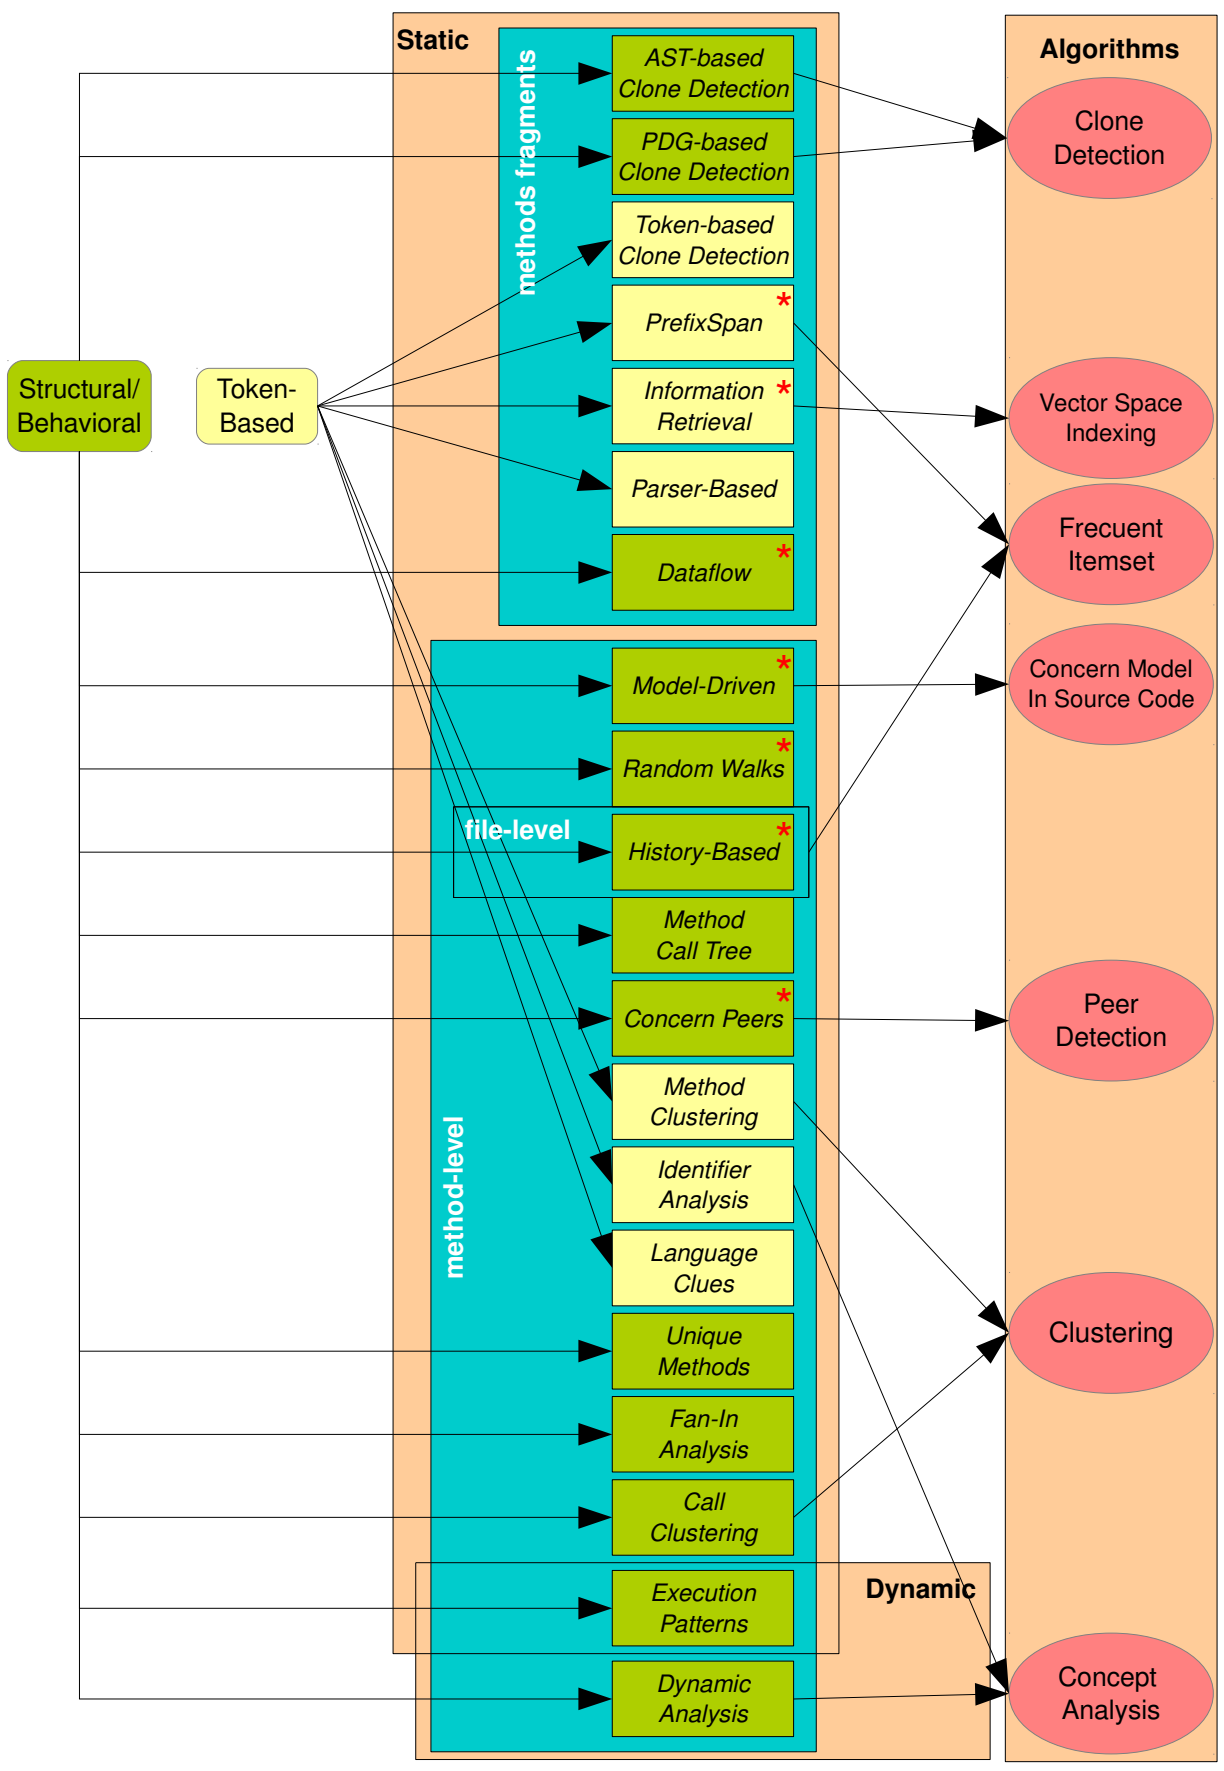 Static
Algorithms
methods fragments
AST-based
Clone Detection
Clone
Detection
PDG-based
Clone Detection
Token-based
Clone Detection
PrefixSpan
*
Structural/
Behavioral
Token-
Based
Information
Retrieval
*
Vector Space
Indexing
Parser-Based
Frecuent
Itemset
Dataflow
*
Model-Driven
*
Concern Model
In Source Code
Random Walks
*
file-level
History-Based
*
Method
Call Tree
Concern Peers
*
Peer
Detection
method-level
Method
Clustering
Identifier
Analysis
Language
Clues
Clustering
Unique
Methods
Fan-In
Analysis
Call
Clustering
Dynamic
Execution
Patterns
Dynamic
Analysis
Concept
Analysis